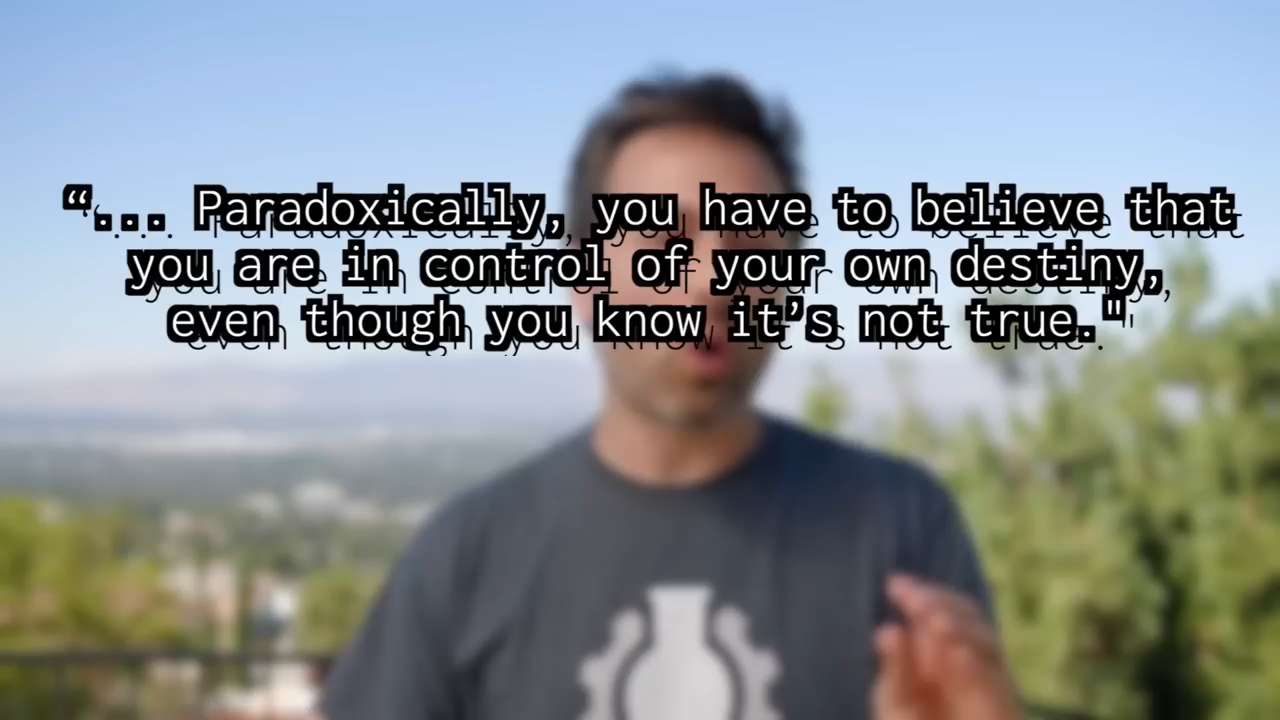 “... Paradoxically, you have to believe that
you are in control of your own destiny,
even though you know it’s not true."